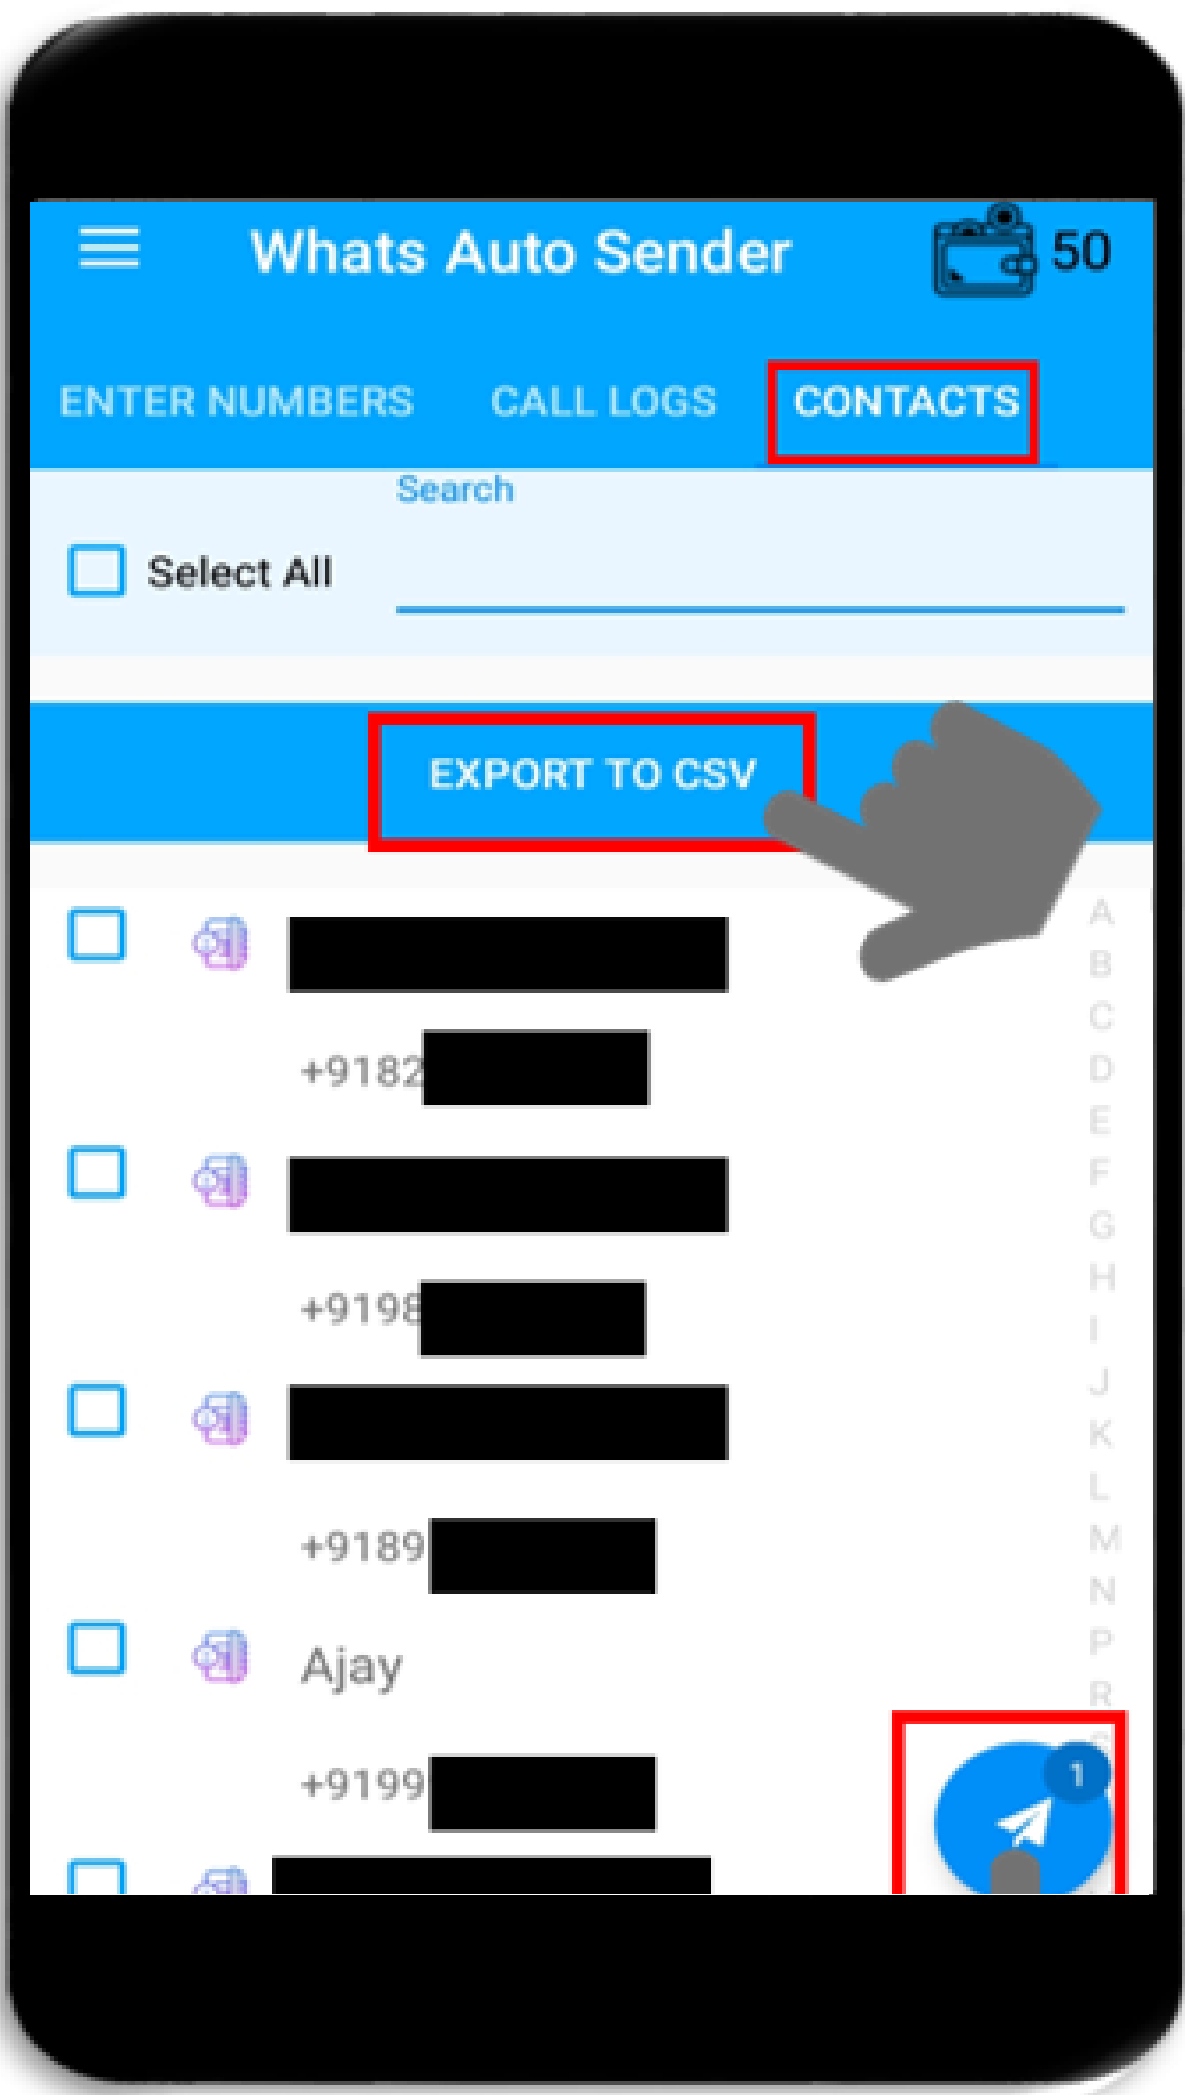 Whats Auto Sender 50
ENTER NUMBERS CALL LOGS CONTACTS
Search
Select All
EXPORT TO CSV
A
B
C
+9182
D
E
F
G
H
+9198
I
J
K
L
M
+9189
N
P
Ajay
R
1
+9199